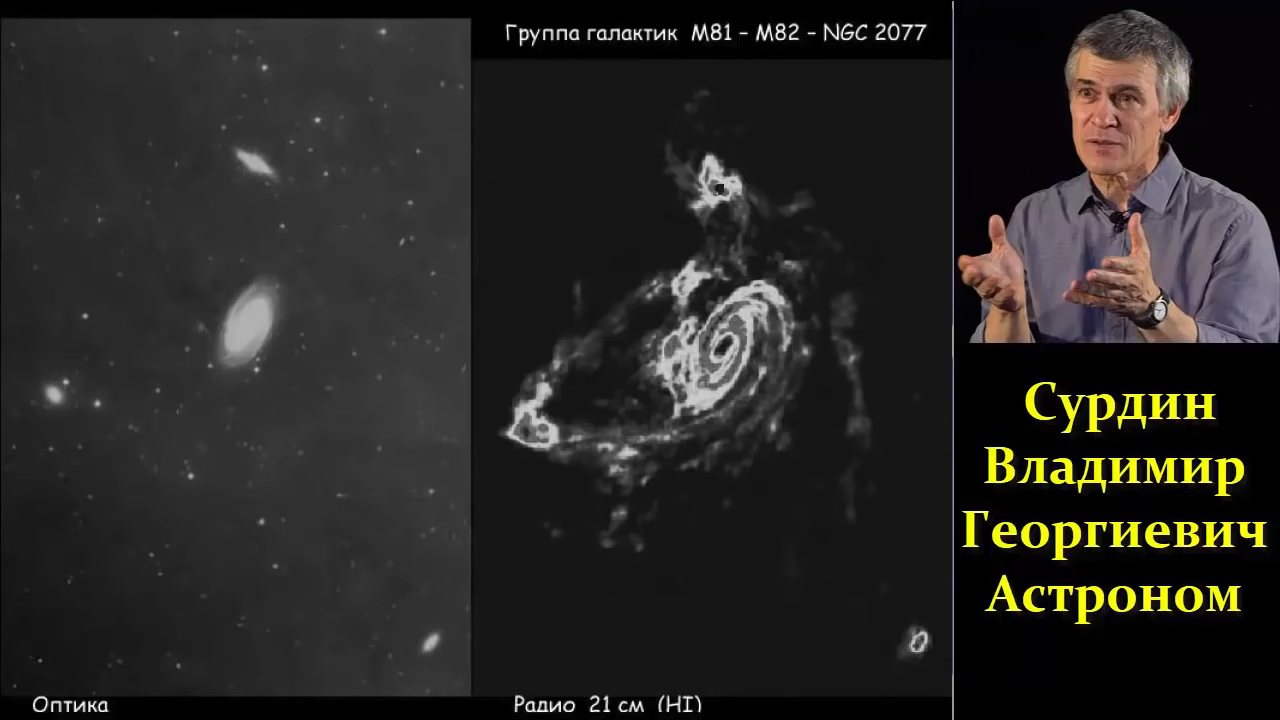 Группа галактик M81 – M82 – NGC 2077
Оптика
Радио 21 см (HI)
Сурдин
Владимир
Георгиевич
Астроном